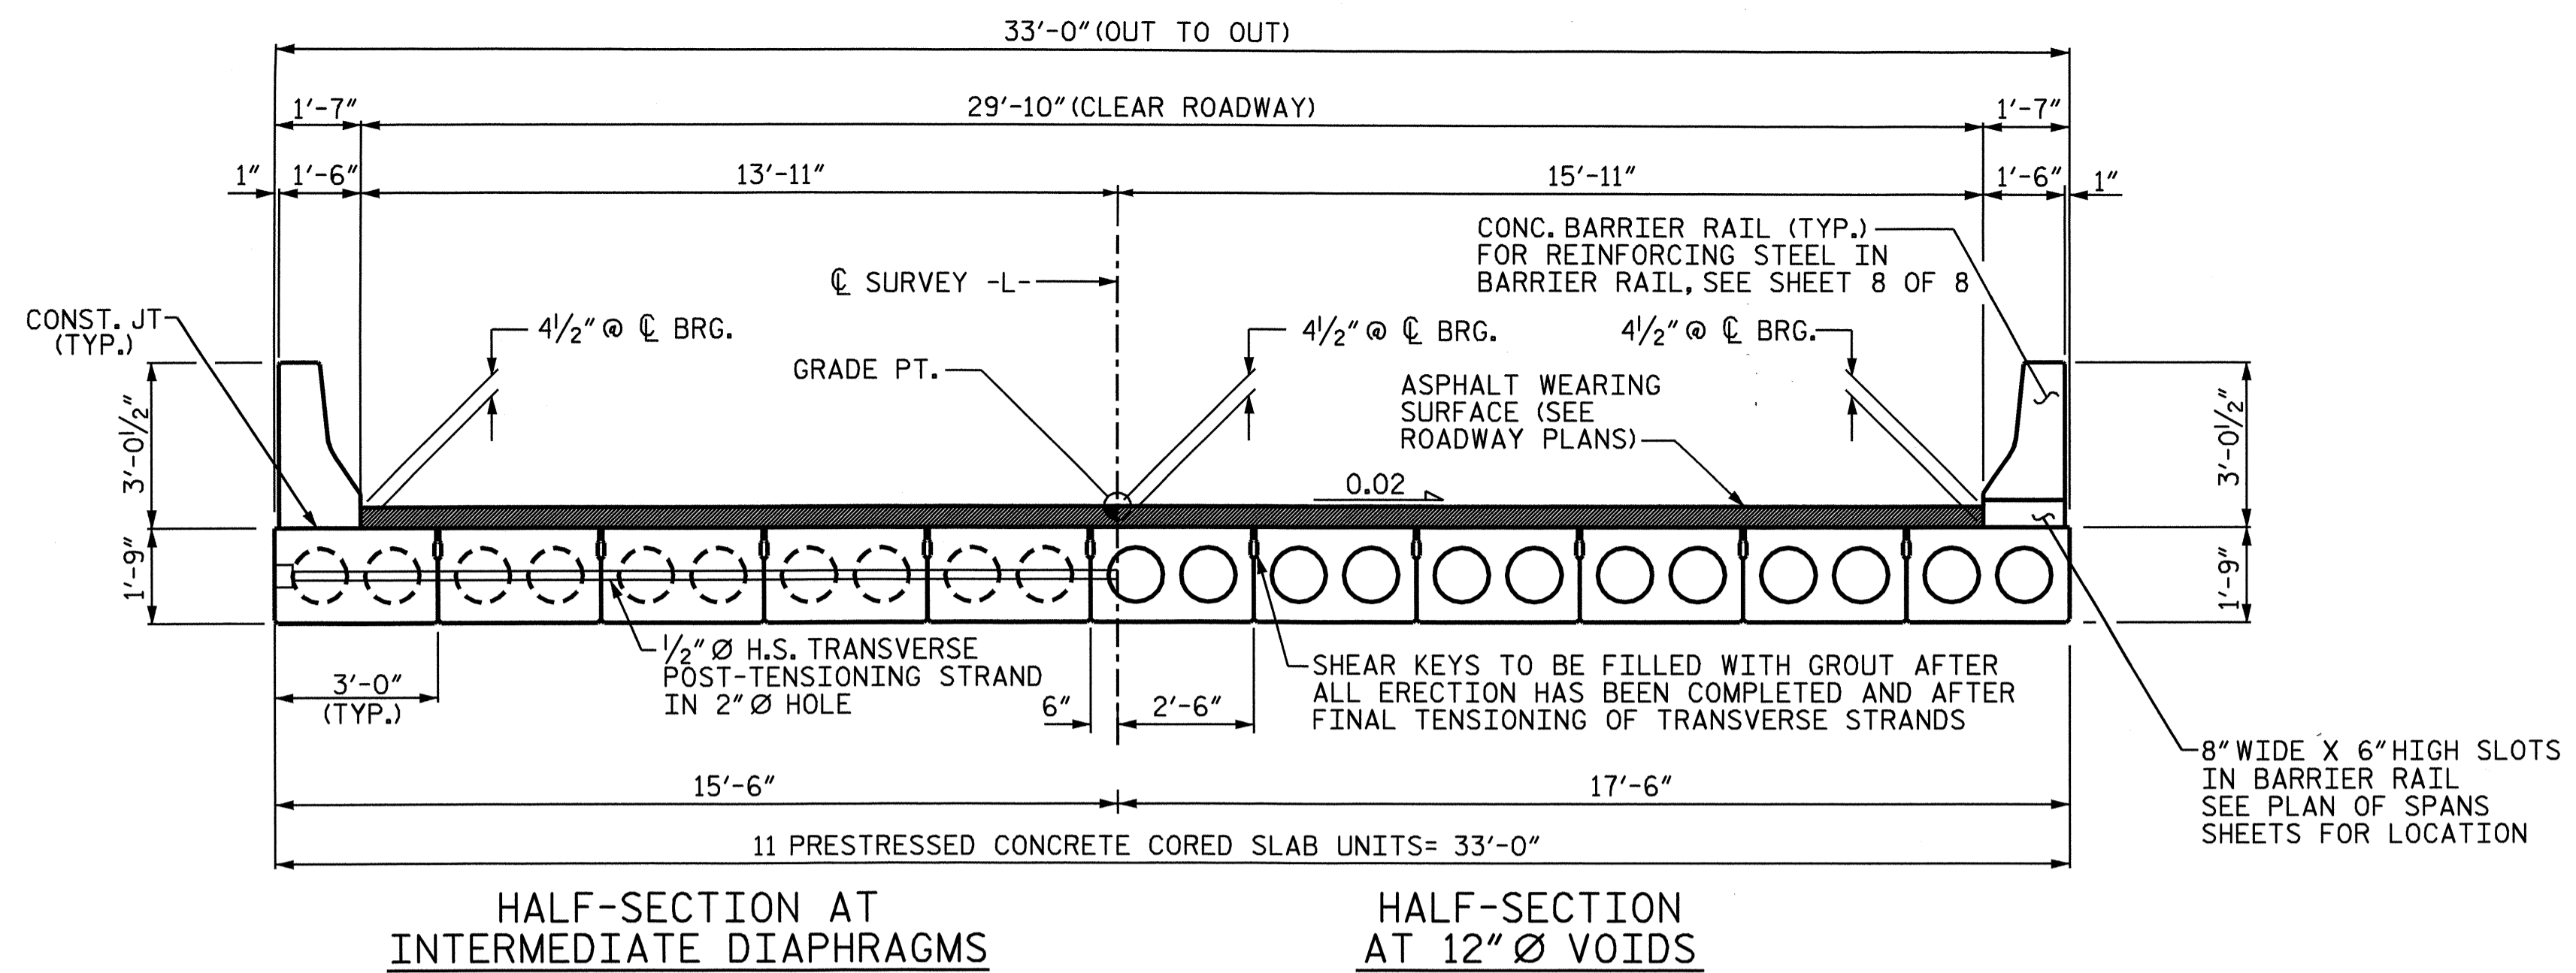 33'-0" (OUT TO OUT)
1'-7"
29'-10" (CLEAR ROADWAY)
1'-7"
1"
1'-6"
13'-11"
15'-11"
1'-6"
1"
CONC. BARRIER RAIL (TYP.)
FOR REINFORCING STEEL IN
BARRIER RAIL, SEE SHEET 8 OF 8
℄ SURVEY -L-
CONST. JT
(TYP.)
4½" @ ℄ BRG.
4½" @ ℄ BRG.
4½" @ ℄ BRG.
GRADE PT.
ASPHALT WEARING
SURFACE (SEE
ROADWAY PLANS)
3'-0½"
3'-0½"
0.02
1'-9"
1'-9"
½" Ø H.S. TRANSVERSE
POST-TENSIONING STRAND
IN 2" Ø HOLE
3'-0"
(TYP.)
6"
2'-6"
SHEAR KEYS TO BE FILLED WITH GROUT AFTER
ALL ERECTION HAS BEEN COMPLETED AND AFTER
FINAL TENSIONING OF TRANSVERSE STRANDS
8" WIDE X 6" HIGH SLOTS
IN BARRIER RAIL
SEE PLAN OF SPANS
SHEETS FOR LOCATION
15'-6"
17'-6"
11 PRESTRESSED CONCRETE CORED SLAB UNITS= 33'-0"
HALF-SECTION AT
INTERMEDIATE DIAPHRAGMS
HALF-SECTION
AT 12" Ø VOIDS